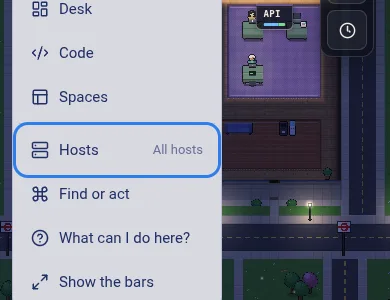 Desk
API
Code
Spaces
Hosts All hosts
Find or act
What can I do here?
Show the bars